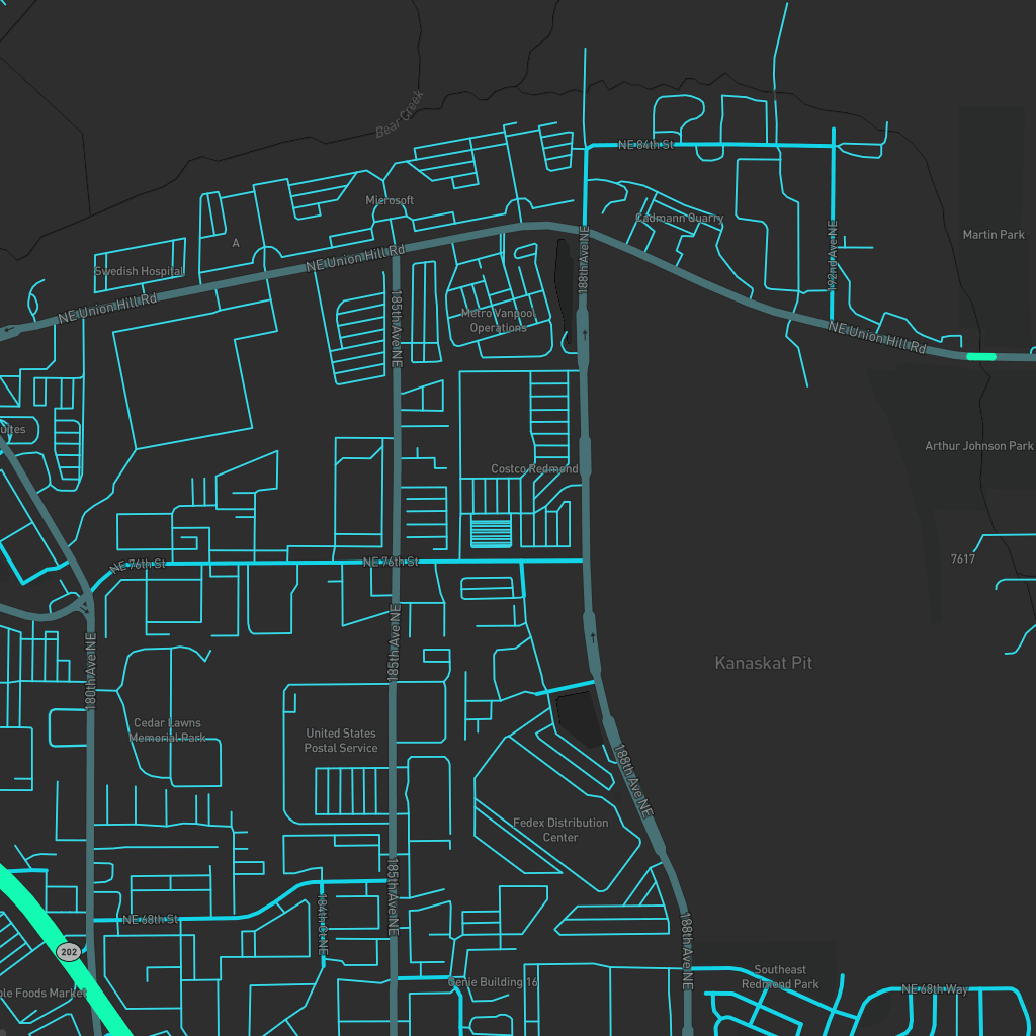 Bear Creek
NE 84th St
Microsoft
Cadmann Quarry
Martin Park
A
188th Ave NE
192nd Ave NE
NE Union Hill Rd
Swedish Hospital
NE Union Hill Rd
Metro Vanpool
Operations
185th Ave NE
NE Union Hill Rd
uites
Arthur Johnson Park
Costco Redmond
NE 76th St
NE 76th St
7617
180th Ave NE
185th Ave NE
Kanaskat Pit
Cedar Lawns
Memorial Park
United States
Postal Service
188th Ave NE
Fedex Distribution
Center
185th Ave NE
NE 68th St
184th Ct NE
188th Ave NE
202
ple Foods Market
Genie Building 16
Southeast
Redmond Park
NE 68th Way